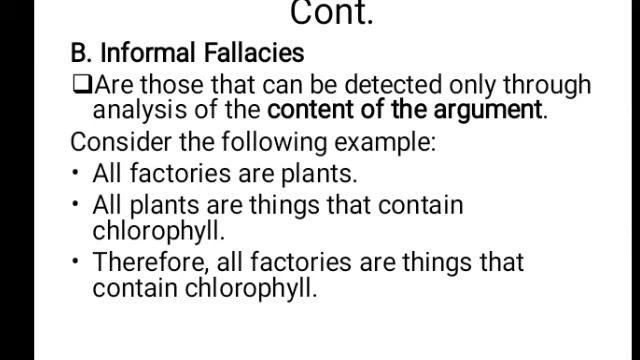 Cont.
B. Informal Fallacies
❑Are those that can be detected only through
analysis of the content of the argument.
Consider the following example:
• All factories are plants.
• All plants are things that contain
chlorophyll.
• Therefore, all factories are things that
contain chlorophyll.